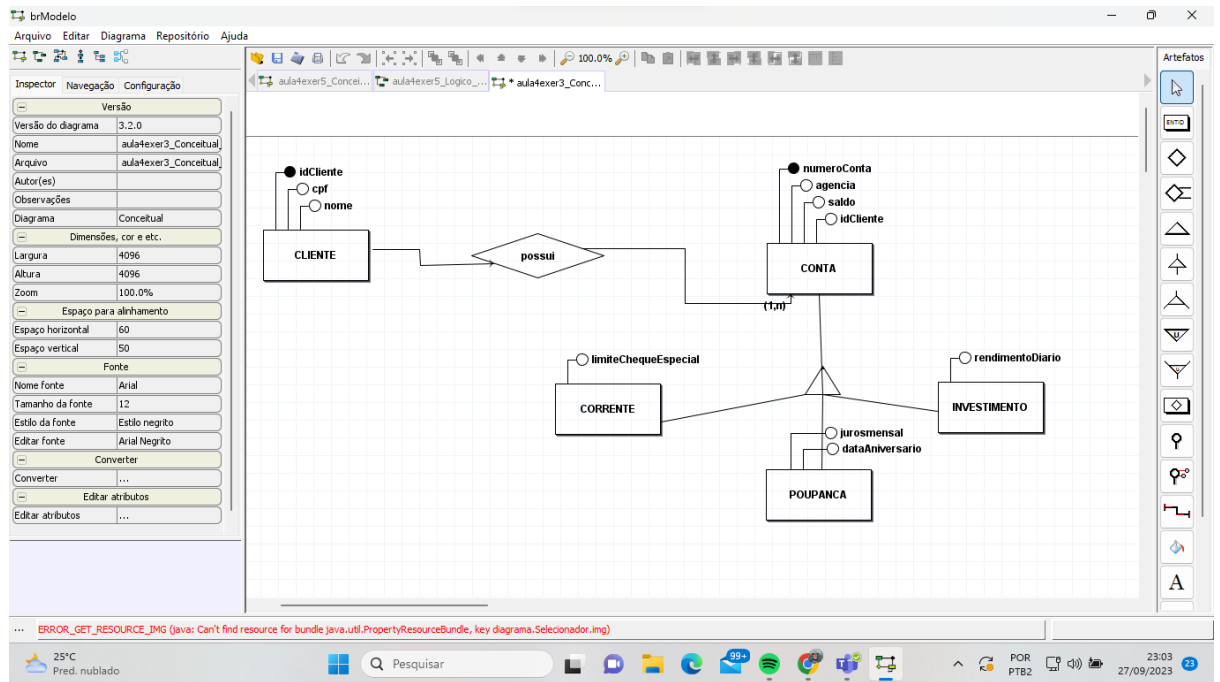 brModelo
Arquivo Editar Diagrama Repositório Ajuda
100.0%
Artefatos
Inspector Navegação Configuração
aula4exer5_Concei... aula4exer5_Logico_... * aula4exer3_Conc...
Versão
Versão do diagrama 3.2.0
Nome aula4exer3_Conceitual
Arquivo aula4exer3_Conceitual
Autor(es)
Observações
Diagrama Conceitual
Dimensões, cor e etc.
Largura 4096
Altura 4096
Zoom 100.0%
Espaço para alinhamento
Espaço horizontal 60
Espaço vertical 50
Fonte
Nome fonte Arial
Tamanho da fonte 12
Estilo da fonte Estilo negrito
Editar fonte Arial Negrito
Converter
Converter ...
Editar atributos
Editar atributos ...
idCliente
cpf
nome
CLIENTE
possui
numeroConta
agencia
saldo
idCliente
CONTA
(1,n)
limiteChequeEspecial
CORRENTE
rendimentoDiario
INVESTIMENTO
jurosmensal
dataAniversario
POUPANCA
ENTID
U
A
... ERROR_GET_RESOURCE_IMG (java: Can't find resource for bundle java.util.PropertyResourceBundle, key diagrama.Selecionador.img)
25°C
Pred. nublado
Pesquisar
99+
POR
PTB2
23:03
27/09/2023
23